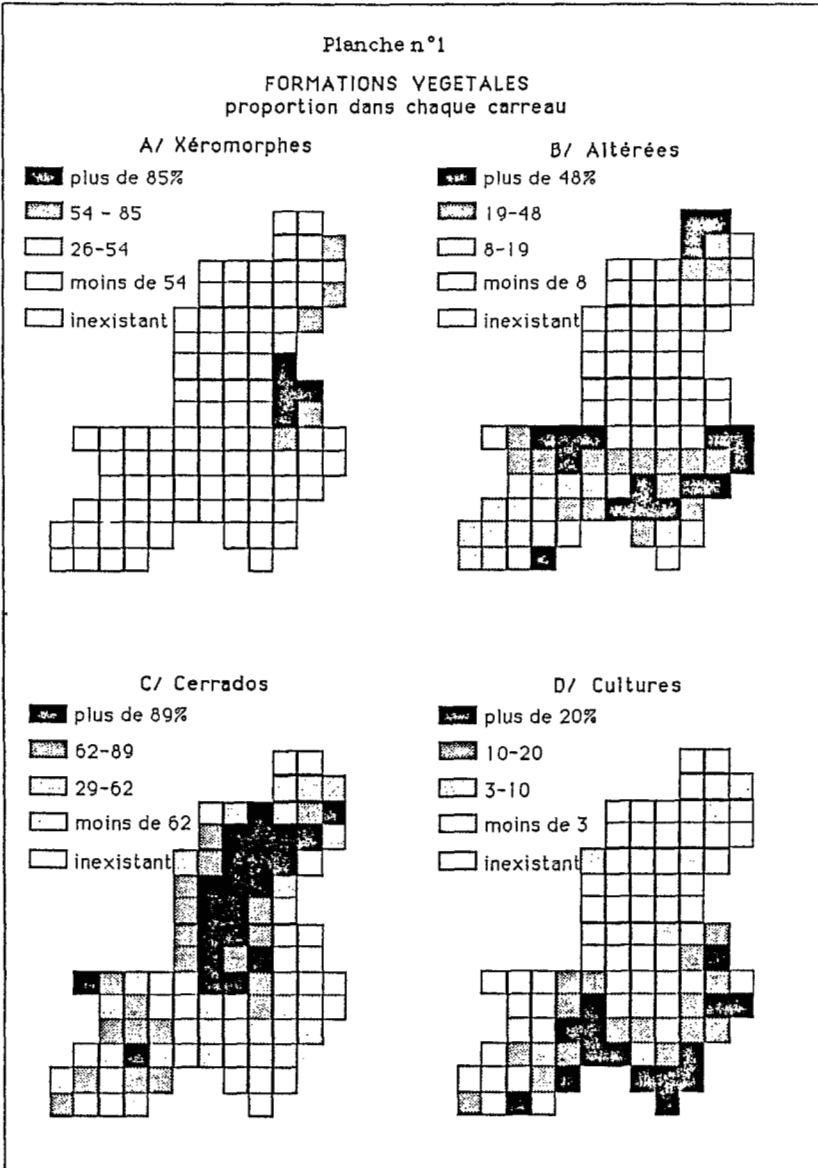 Planche n°1
FORMATIONS VEGETALES
proportion dans chaque carreau
A/ Xéromorphes
plus de 85%
54 - 85
26-54
moins de 54
inexistant
B/ Altérées
plus de 48%
19-48
8-19
moins de 8
inexistant
C/ Cerrados
plus de 89%
62-89
29-62
moins de 62
inexistant
D/ Cultures
plus de 20%
10-20
3-10
moins de 3
inexistant